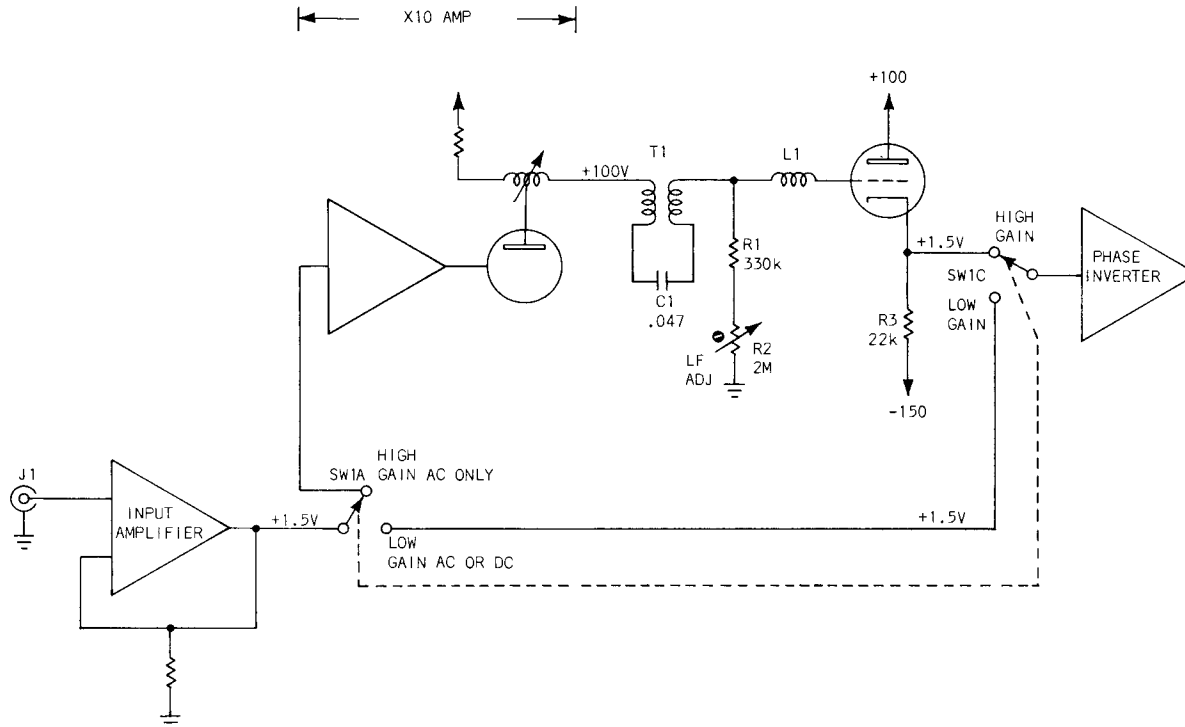 X10 AMP
+100
T1
L1
+100V
HIGH
GAIN
+1.5V
R1
330k
SW1C
PHASE
INVERTER
C1
.047
LOW
GAIN
R3
22k
LF
ADJ
R2
2M
-150
J1
INPUT
AMPLIFIER
HIGH
GAIN AC ONLY
SW1A
+1.5V
+1.5V
LOW
GAIN AC OR DC